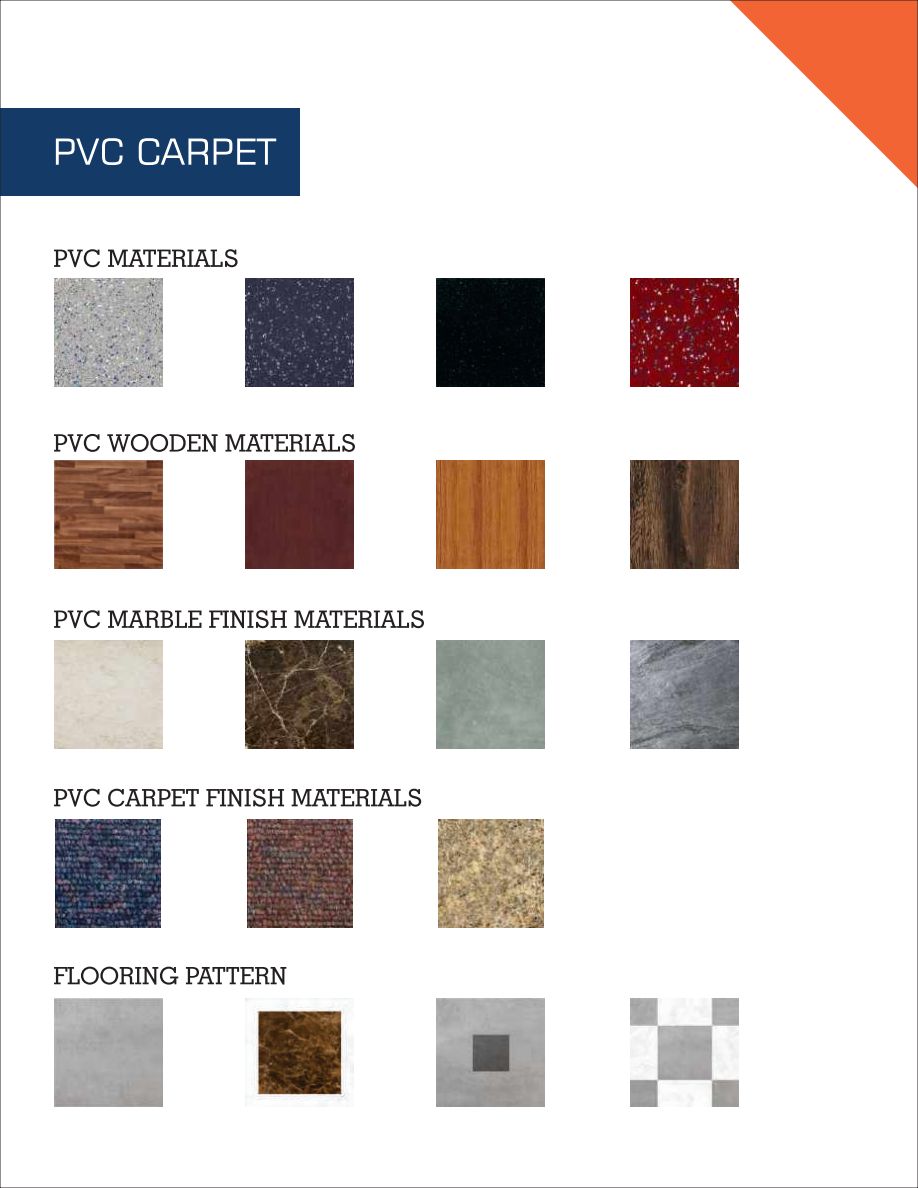 PVC CARPET
PVC MATERIALS
PVC WOODEN MATERIALS
PVC MARBLE FINISH MATERIALS
PVC CARPET FINISH MATERIALS
FLOORING PATTERN